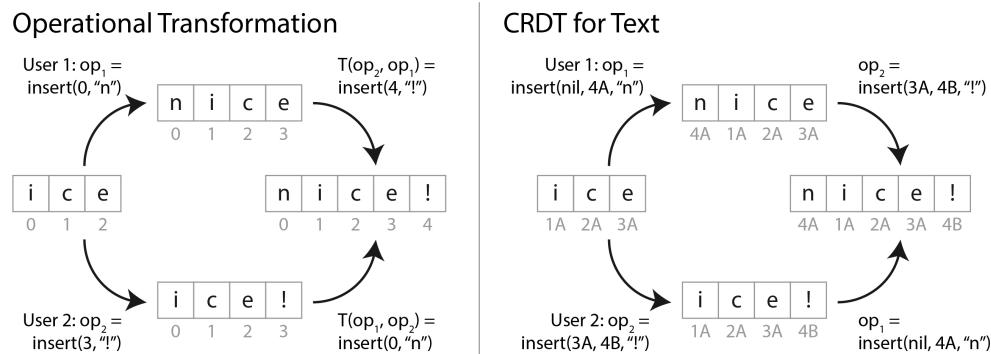 Operational Transformation
User 1: op1 =
insert(0, “n”)
T(op2, op1) =
insert(4, “!”)
n i c e
0 1 2 3
i c e
0 1 2
n i c e !
0 1 2 3 4
i c e !
0 1 2 3
User 2: op2 =
insert(3, “!”)
T(op1, op2) =
insert(0, “n”)
CRDT for Text
User 1: op1 =
insert(nil, 4A, “n”)
op2 =
insert(3A, 4B, “!”)
n i c e
4A 1A 2A 3A
i c e
1A 2A 3A
n i c e !
4A 1A 2A 3A 4B
i c e !
1A 2A 3A 4B
User 2: op2 =
insert(3A, 4B, “!”)
op1 =
insert(nil, 4A, “n”)